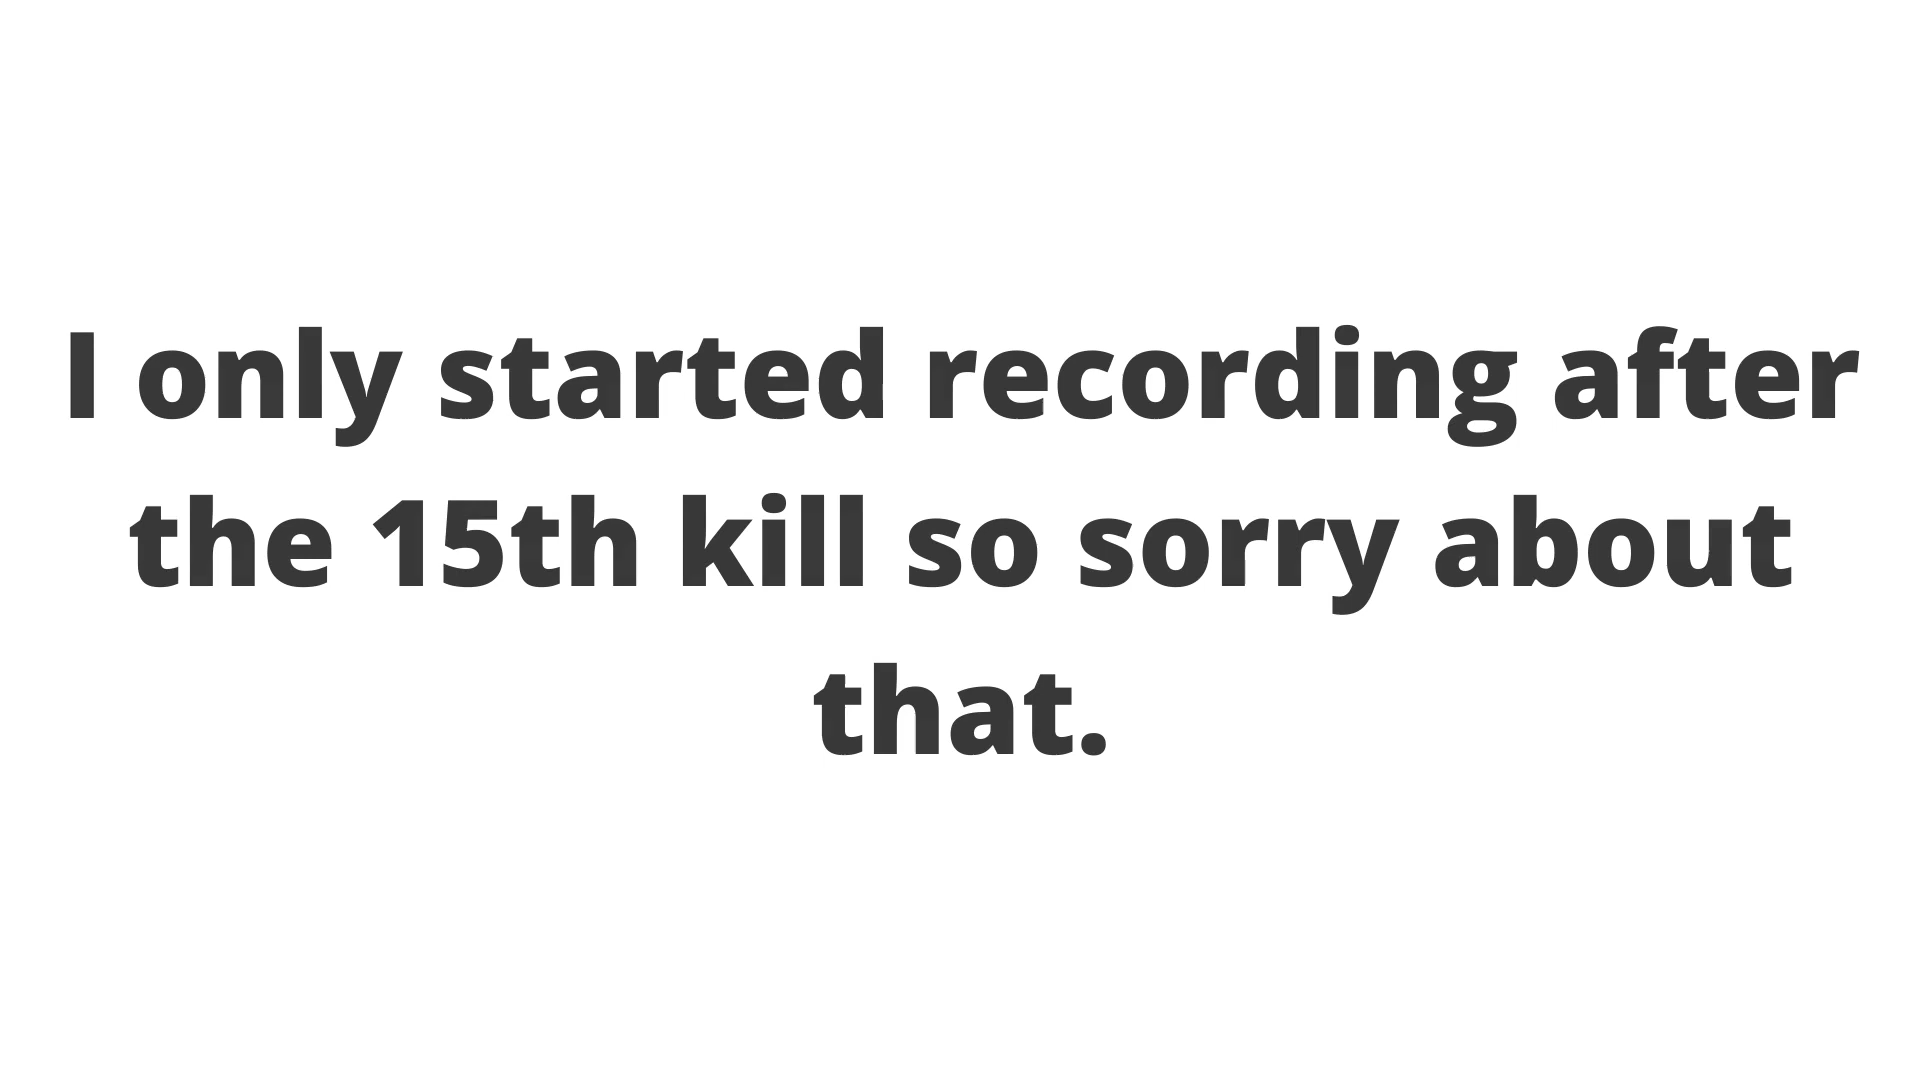 I only started recording after
the 15th kill so sorry about
that.